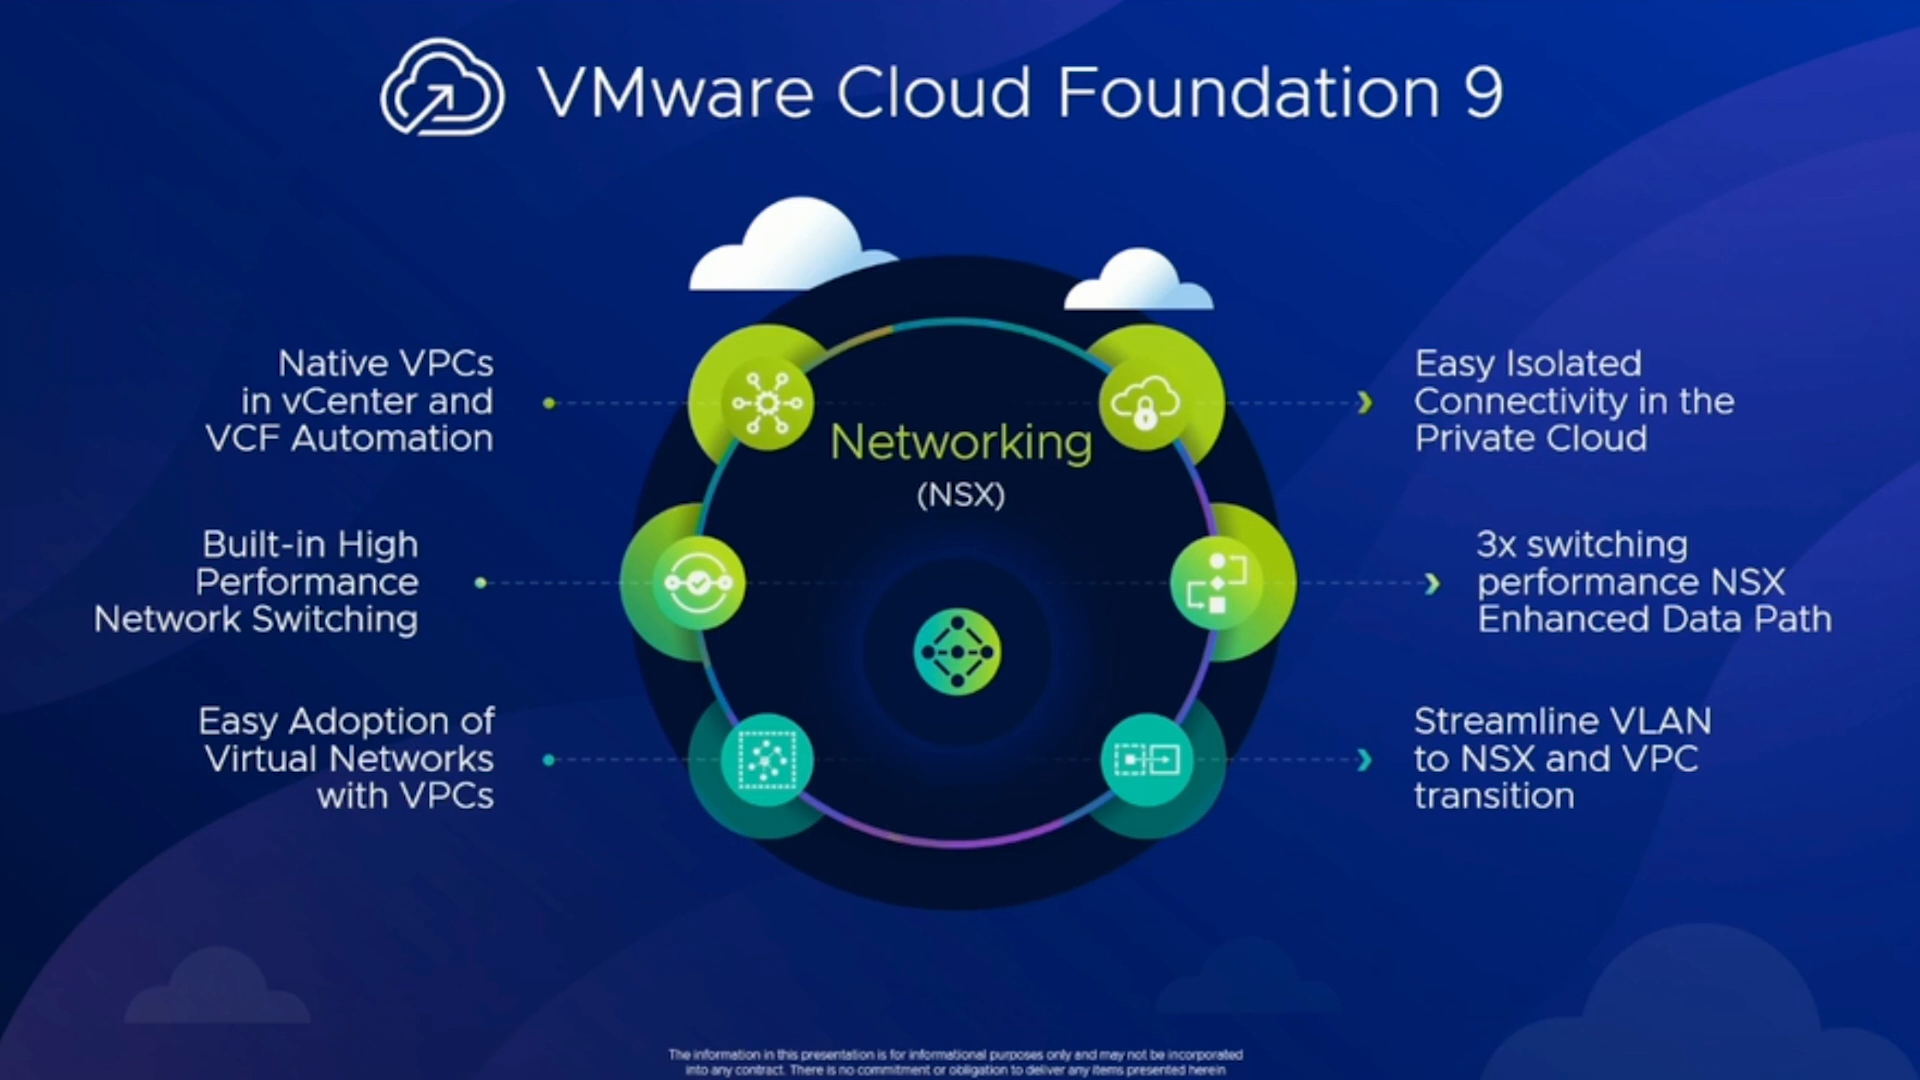 VMware Cloud Foundation 9
Native VPCs
in vCenter and
VCF Automation
Built-in High
Performance
Network Switching
Easy Adoption of
Virtual Networks
with VPCs
Networking
(NSX)
Easy Isolated
Connectivity in the
Private Cloud
3x switching
performance NSX
Enhanced Data Path
Streamline VLAN
to NSX and VPC
transition
The information in this presentation is for informational purposes only and may not be incorporated
into any contract. There is no commitment or obligation to deliver any items presented herein